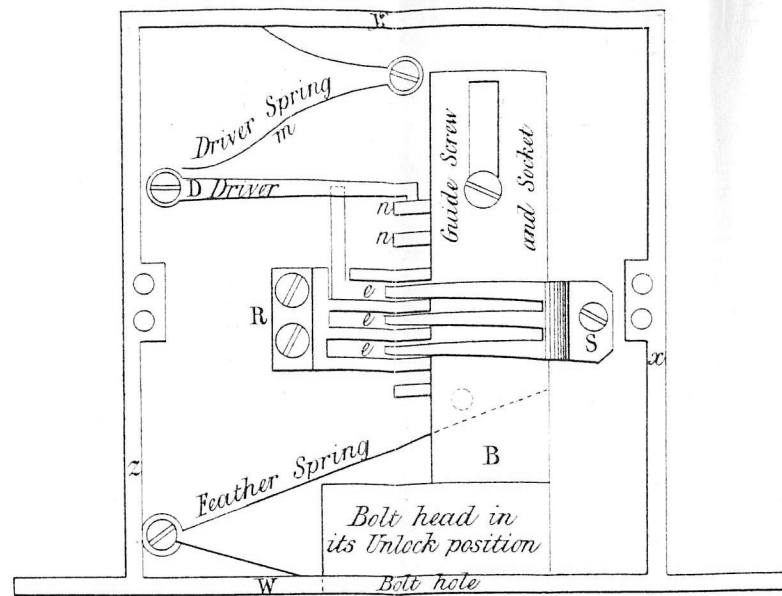 Driver Spring
m
D Driver
n
n
Guide Screw
and Socket
R
e
e
e
S
x
z
Feather Spring
B
Bolt head in
its Unlock position
W
Bolt hole